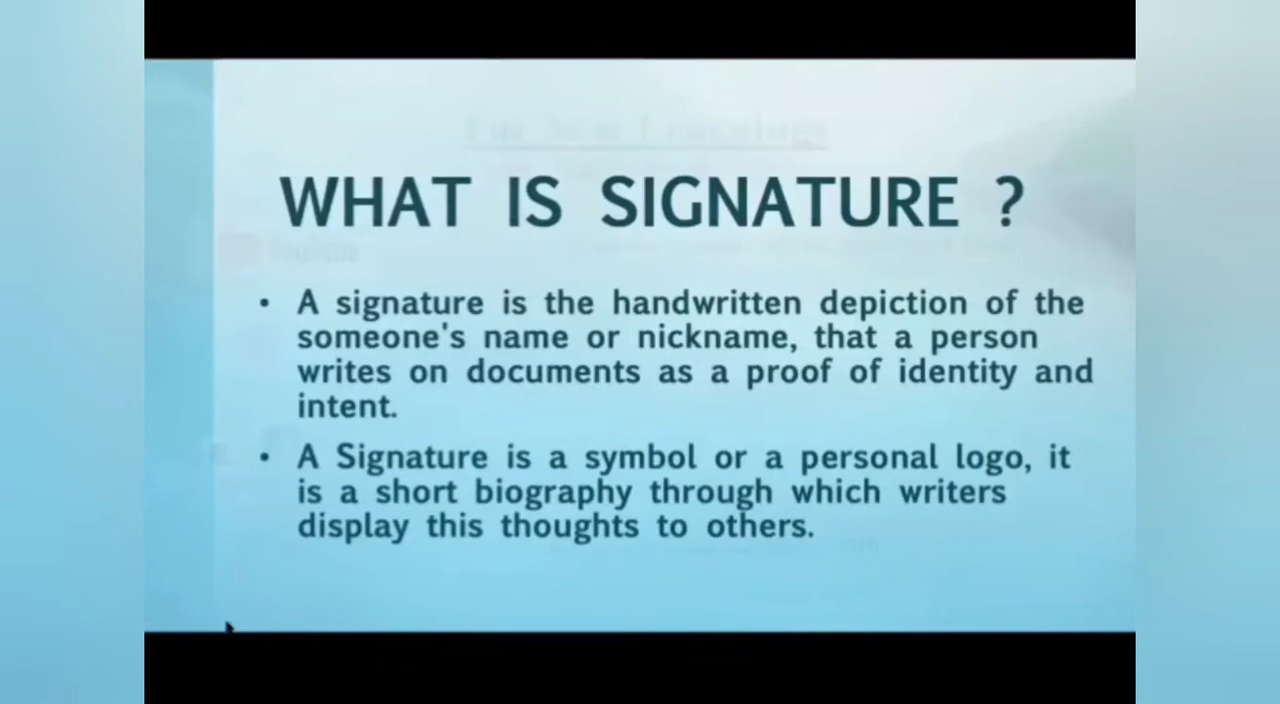 WHAT IS SIGNATURE ?
• A signature is the handwritten depiction of the
someone's name or nickname, that a person
writes on documents as a proof of identity and
intent.
• A Signature is a symbol or a personal logo, it
is a short biography through which writers
display this thoughts to others.